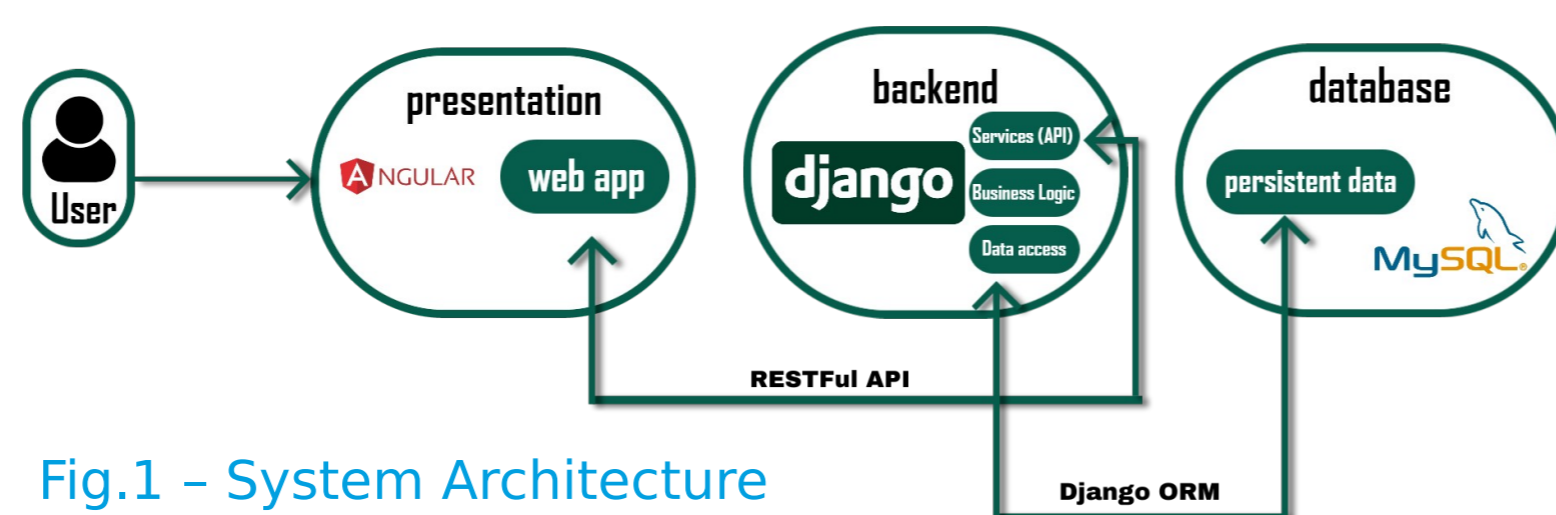 User
presentation
ANGULAR
web app
backend
django
Services (API)
Business Logic
Data access
database
persistent data
MySQL®
RESTFul API
Django ORM
Fig.1 – System Architecture